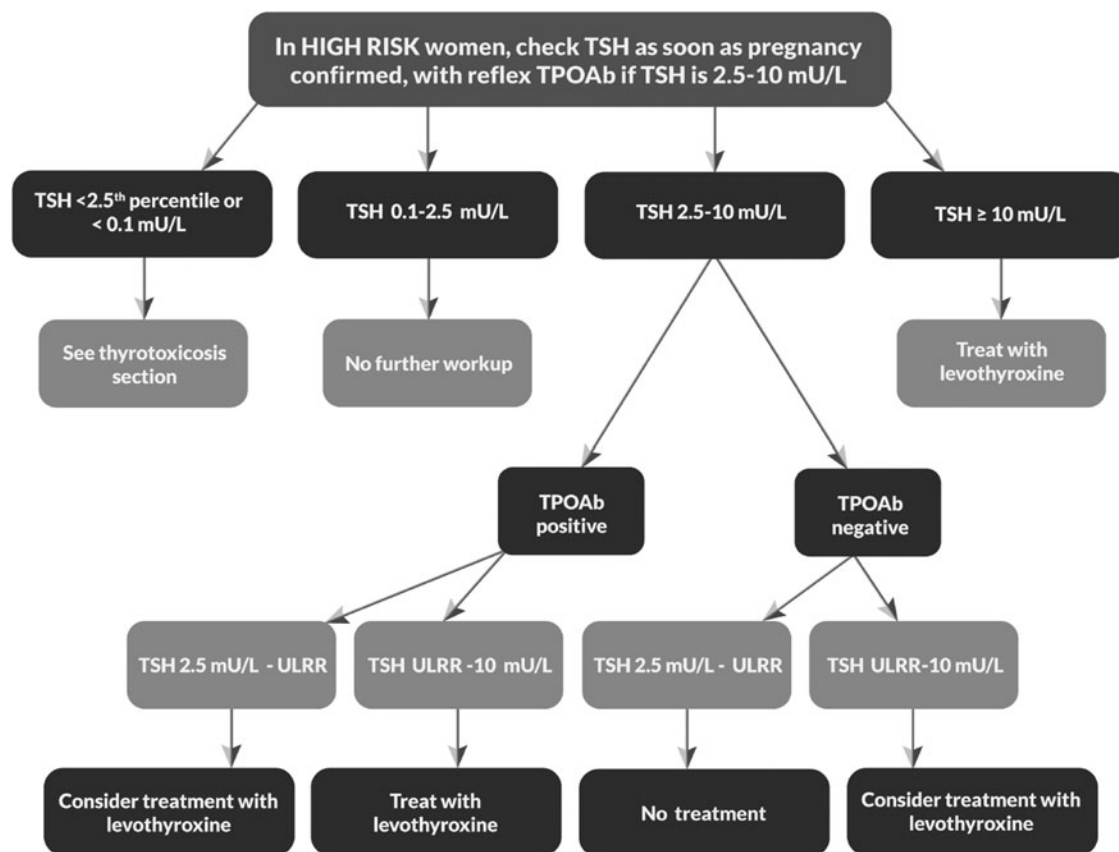 In HIGH RISK women, check TSH as soon as pregnancy
confirmed, with reflex TPOAb if TSH is 2.5-10 mU/L
TSH <2.5th percentile or
< 0.1 mU/L
TSH 0.1-2.5 mU/L
TSH 2.5-10 mU/L
TSH ≥ 10 mU/L
See thyrotoxicosis
section
No further workup
Treat with
levothyroxine
TPOAb
positive
TPOAb
negative
TSH 2.5 mU/L - ULRR
TSH ULRR -10 mU/L
TSH 2.5 mU/L - ULRR
TSH ULRR-10 mU/L
Consider treatment with
levothyroxine
Treat with
levothyroxine
No treatment
Consider treatment with
levothyroxine